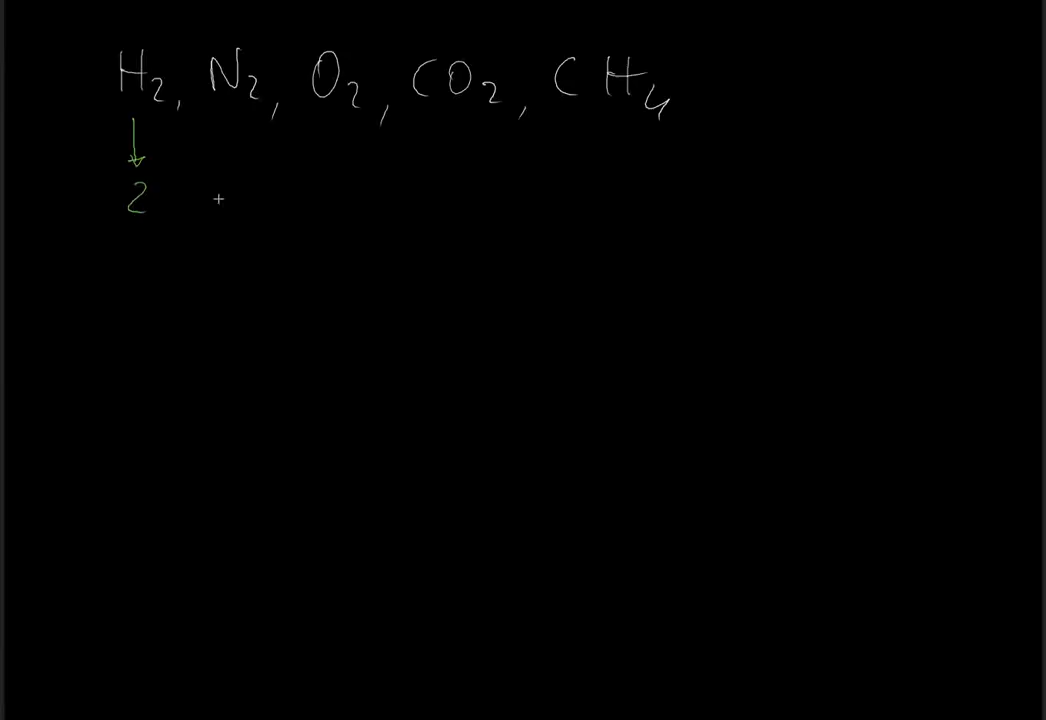 H₂, N₂, O₂, CO₂, CH₄
↓
2